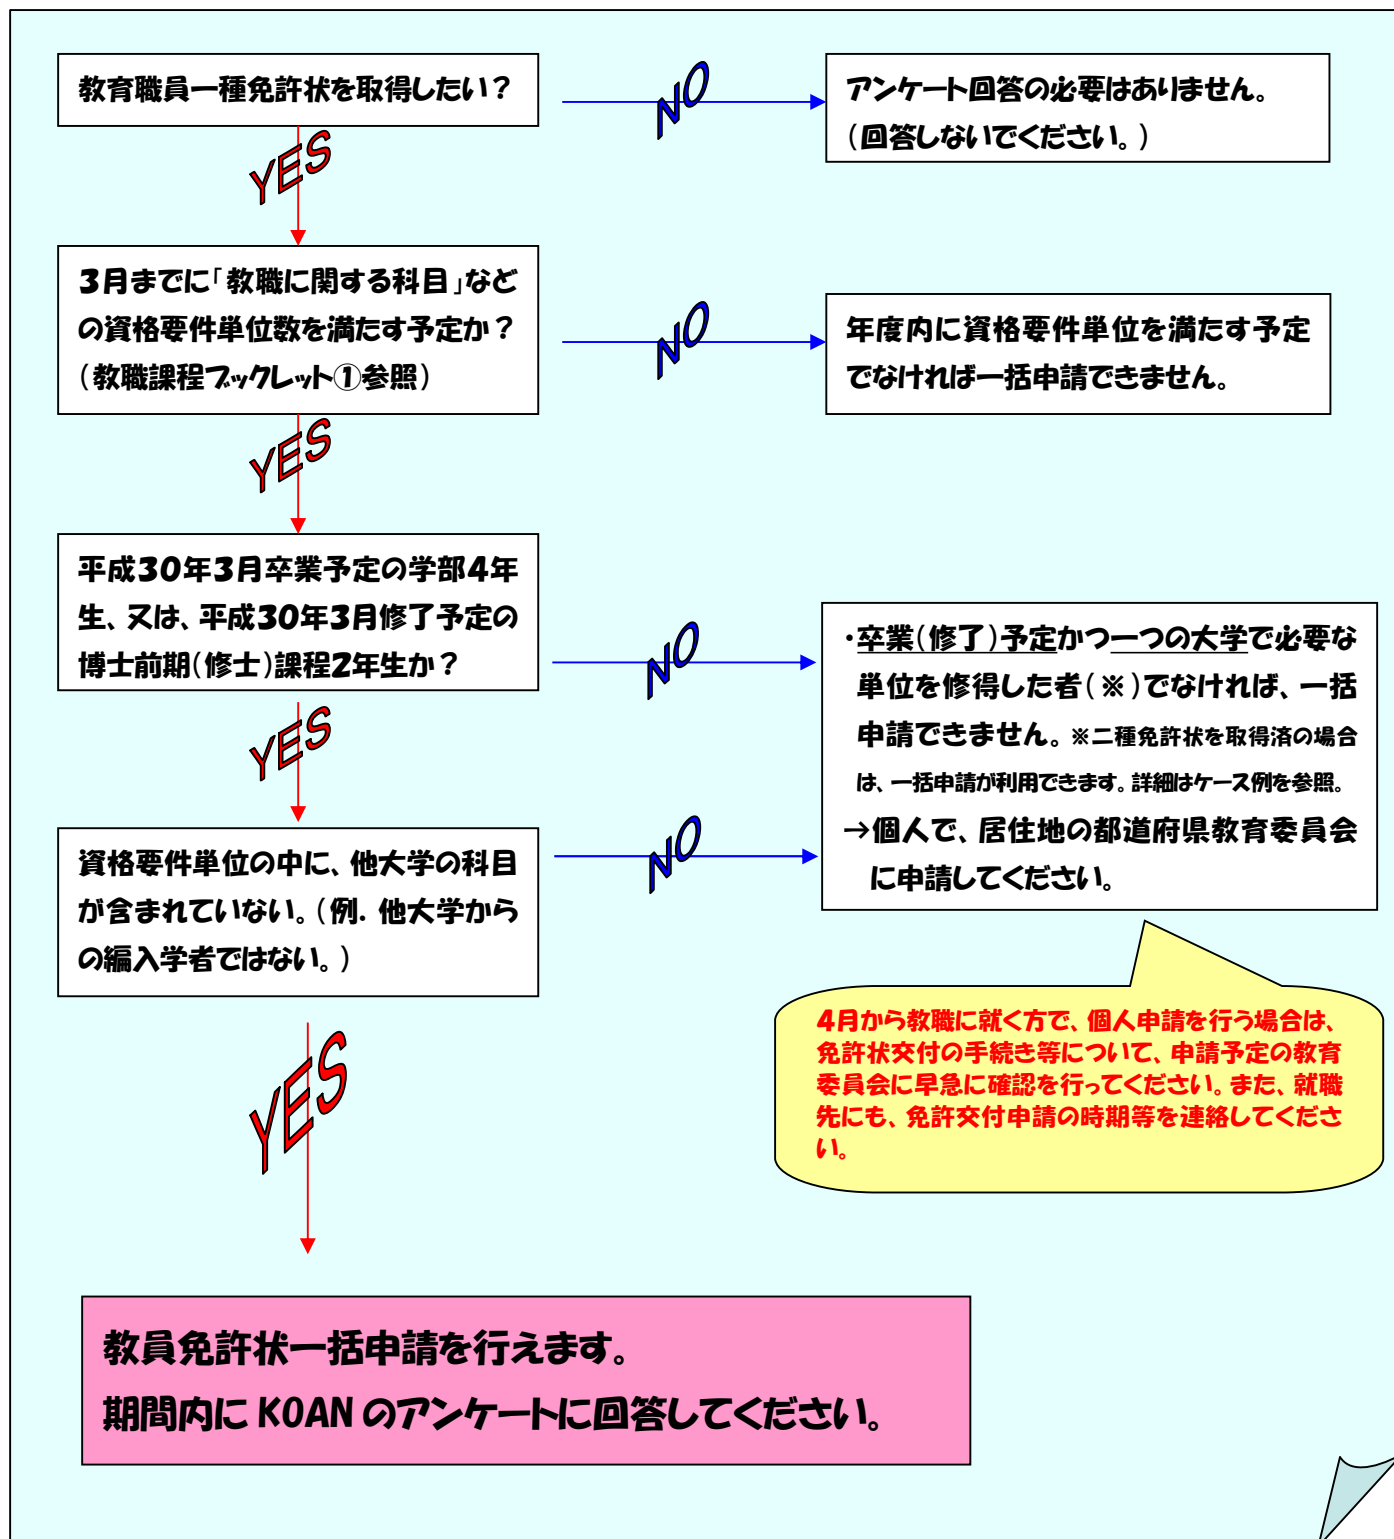 教育職員一種免許状を取得したい？
NO
アンケート回答の必要はありません。
（回答しないでください。）
YES
3月までに「教職に関する科目」など
の資格要件単位数を満たす予定か？
（教職課程ブックレット①参照）
NO
年度内に資格要件単位を満たす予定
でなければ一括申請できません。
YES
平成30年3月卒業予定の学部4年
生、又は、平成30年3月修了予定の
博士前期（修士）課程2年生か？
NO
・卒業（修了）予定かつ一つの大学で必要な
単位を修得した者（※）でなければ、一括
申請できません。※二種免許状を取得済の場合
は、一括申請が利用できます。詳細はケース例を参照。
→個人で、居住地の都道府県教育委員会
に申請してください。
YES
資格要件単位の中に、他大学の科目
が含まれていない。（例．他大学から
の編入学者ではない。）
NO
4月から教職に就く方で、個人申請を行う場合は、
免許状交付の手続き等について、申請予定の教育
委員会に早急に確認を行ってください。また、就職
先にも、免許交付申請の時期等を連絡してくださ
い。
YES
教員免許状一括申請を行えます。
期間内に KOAN のアンケートに回答してください。